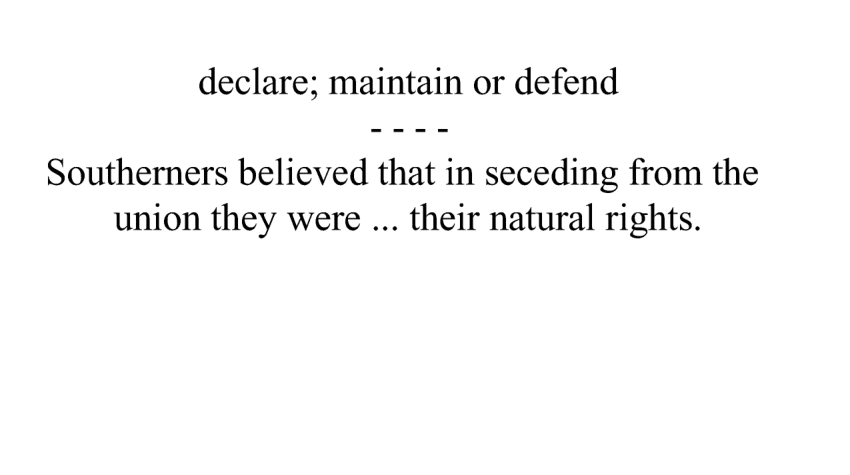 declare; maintain or defend
- - - -
Southerners believed that in seceding from the
union they were ... their natural rights.